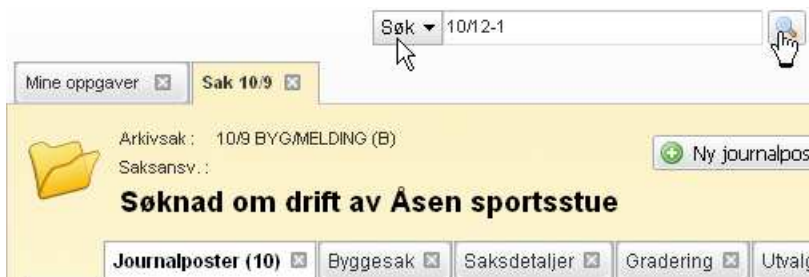 Søk 10/12-1
Mine oppgaver Sak 10/9
Arkivsak : 10/9 BYG/MELDING (B)
Ny journalpos
Saksansv. :
Søknad om drift av Åsen sportsstue
Journalposter (10) Byggesak Saksdetaljer Gradering Utvalg